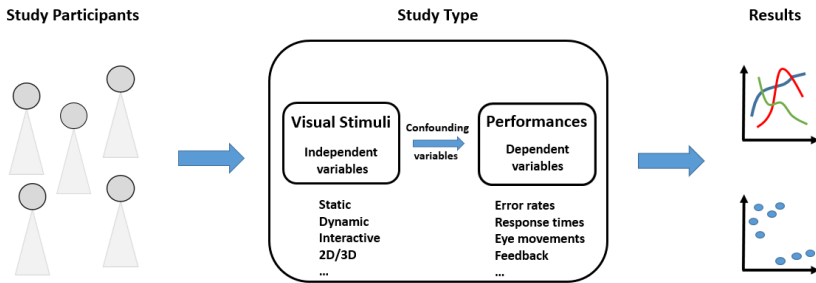 Study Participants
Study Type
Results
Visual Stimuli
Independent
variables
Confounding
variables
Performances
Dependent
variables
Static
Dynamic
Interactive
2D/3D
...
Error rates
Response times
Eye movements
Feedback
...